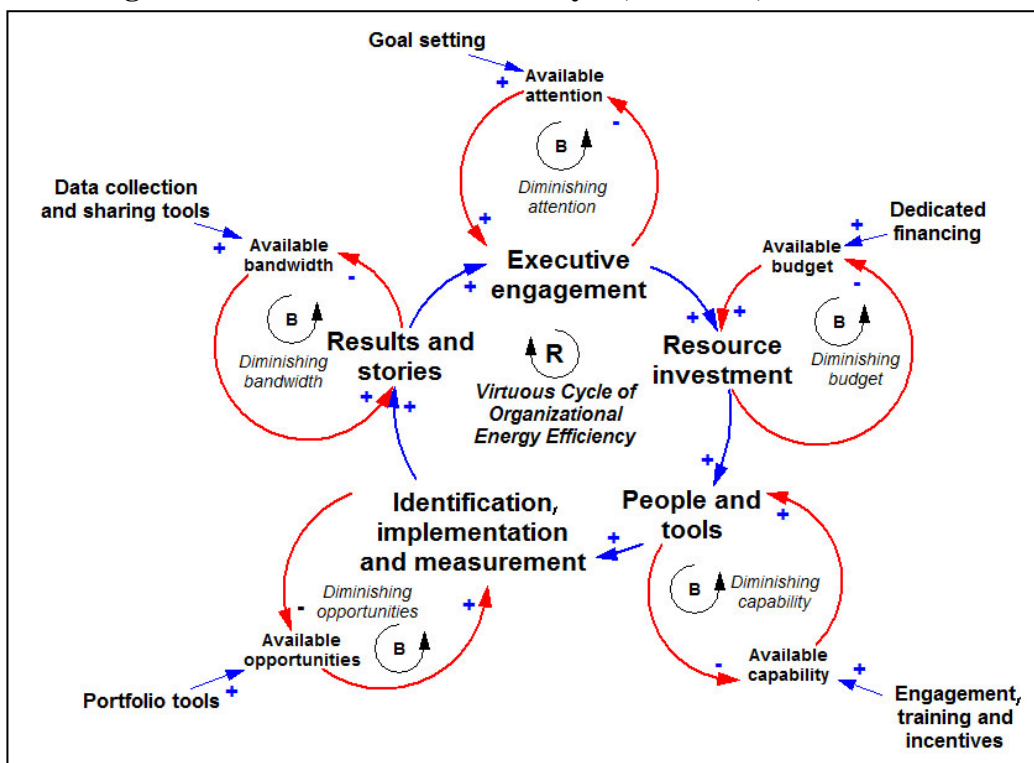 Goal setting
+
Available
attention
-
B
Diminishing
attention
+
Executive
engagement
Data collection
and sharing tools
+
Available
bandwidth
-
B
Diminishing
bandwidth
+
Results and
stories
+
+
Dedicated
financing
+
Available
budget
-
B
Diminishing
budget
+
+
Resource
investment
R
Virtuous Cycle of
Organizational
Energy Efficiency
+
People and
tools
+
+
B
Diminishing
capability
-
Available
capability
+
Engagement,
training and
incentives
Identification,
implementation
and measurement
Diminishing
opportunities
+
-
B
Available
opportunities
Portfolio tools
+